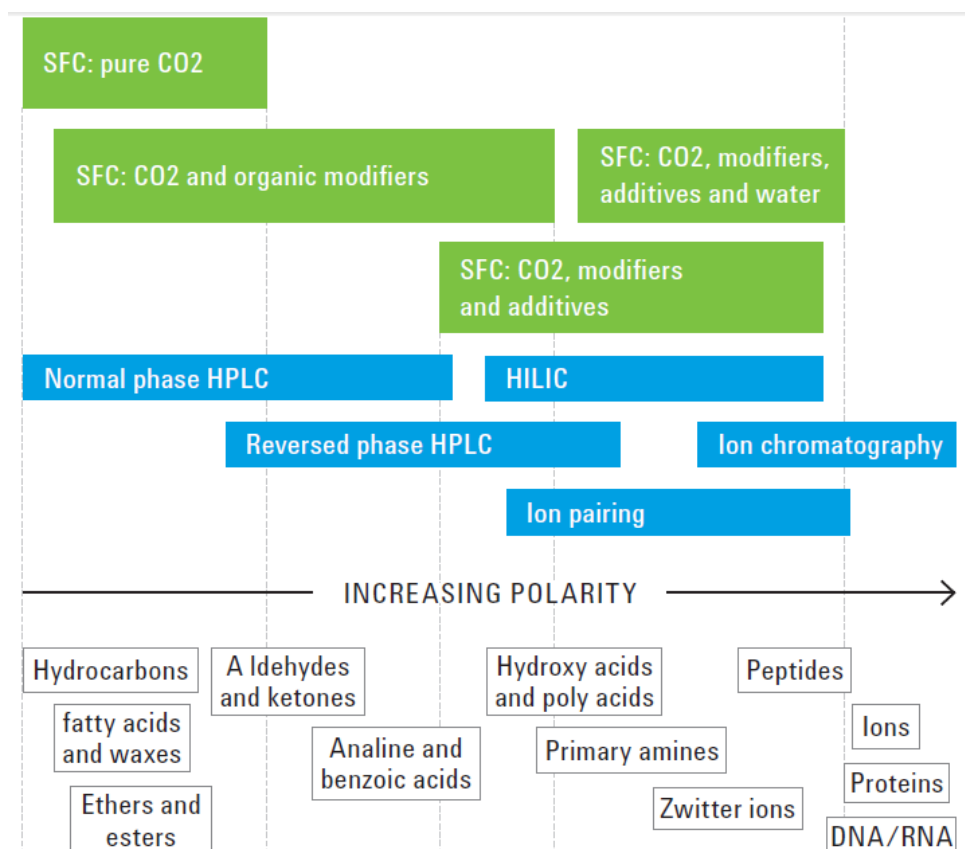 SFC: pure CO2
SFC: CO2 and organic modifiers
SFC: CO2, modifiers,
additives and water
SFC: CO2, modifiers
and additives
Normal phase HPLC
HILIC
Reversed phase HPLC
Ion chromatography
Ion pairing
INCREASING POLARITY
Hydrocarbons
A ldehydes
and ketones
Hydroxy acids
and poly acids
Peptides
fatty acids
and waxes
Analine and
benzoic acids
Primary amines
Ions
Ethers and
esters
Zwitter ions
Proteins
DNA/RNA